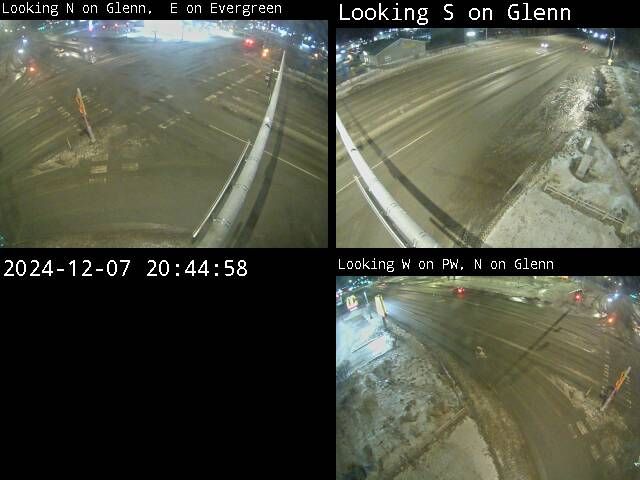 Looking N on Glenn, E on Evergreen
Looking S on Glenn
2024-12-07 20:44:58
Looking W on PW, N on Glenn